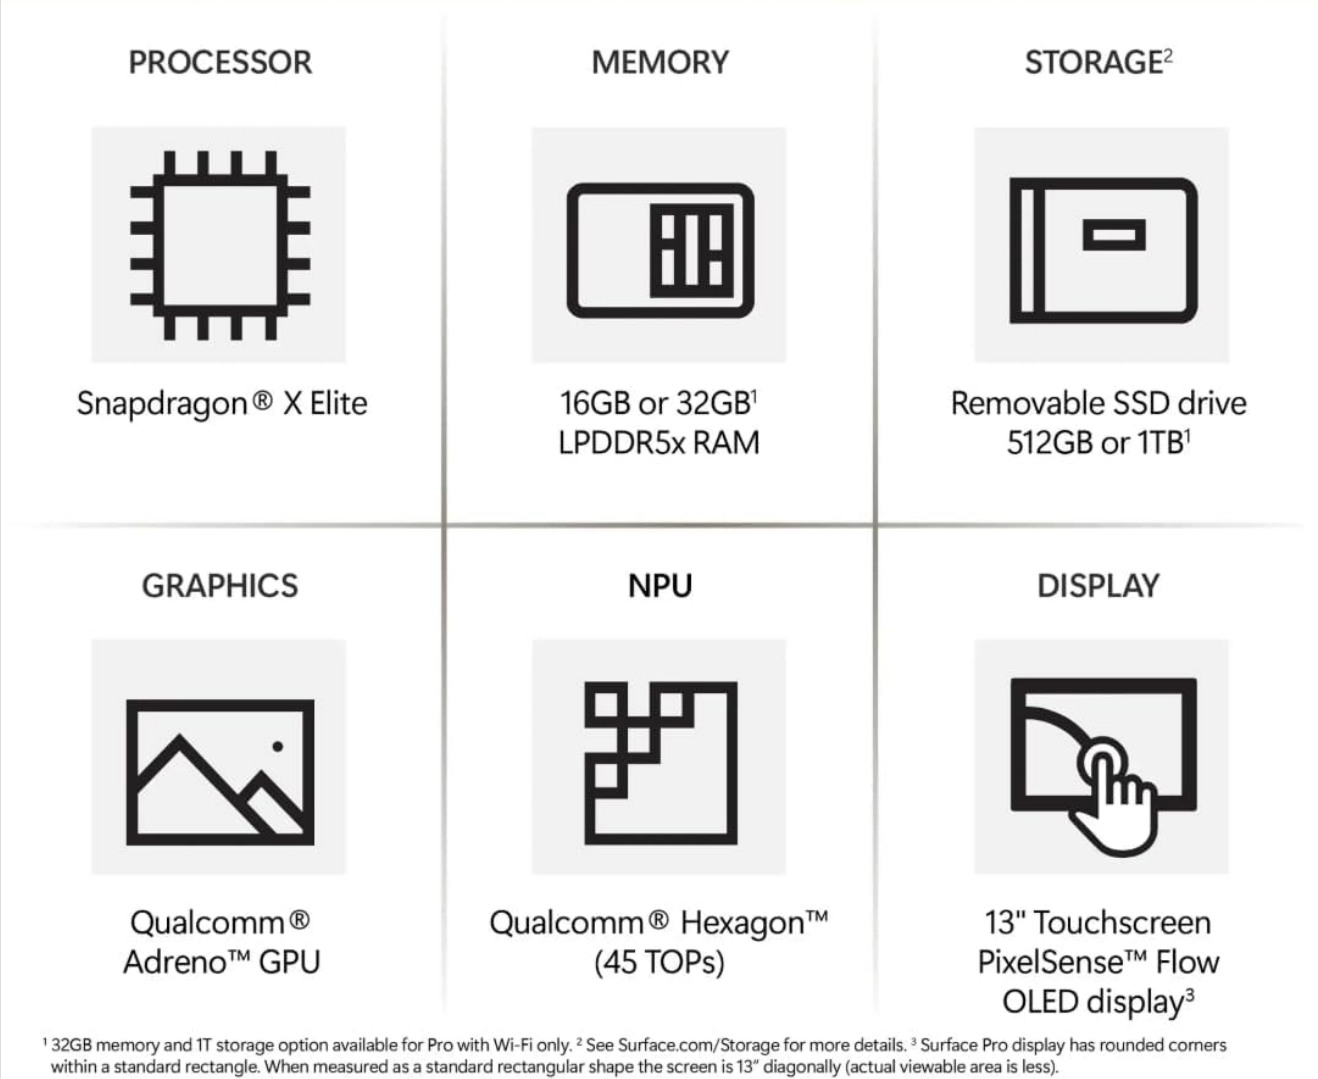 PROCESSOR
MEMORY
STORAGE²
Snapdragon® X Elite
16GB or 32GB¹
LPDDR5x RAM
Removable SSD drive
512GB or 1TB¹
GRAPHICS
NPU
DISPLAY
Qualcomm®
Adreno™ GPU
Qualcomm® Hexagon™
(45 TOPs)
13" Touchscreen
PixelSense™ Flow
OLED display³
¹ 32GB memory and 1T storage option available for Pro with Wi-Fi only. ² See Surface.com/Storage for more details. ³ Surface Pro display has rounded corners
within a standard rectangle. When measured as a standard rectangular shape the screen is 13” diagonally (actual viewable area is less).